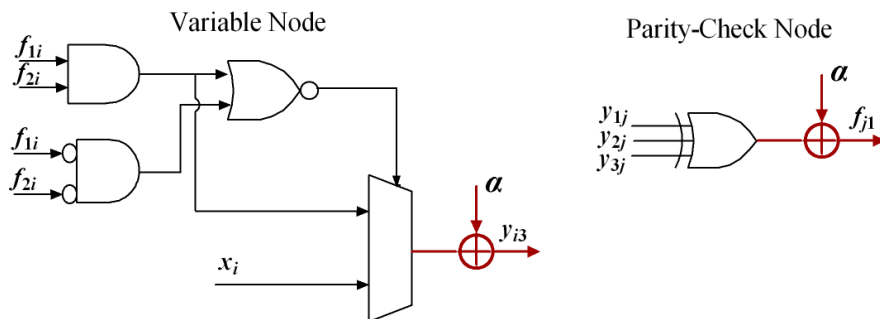 Variable Node
f1i
f2i
f1i
f2i
xi
α
yi3
Parity-Check Node
α
y1j
y2j
y3j
fj1